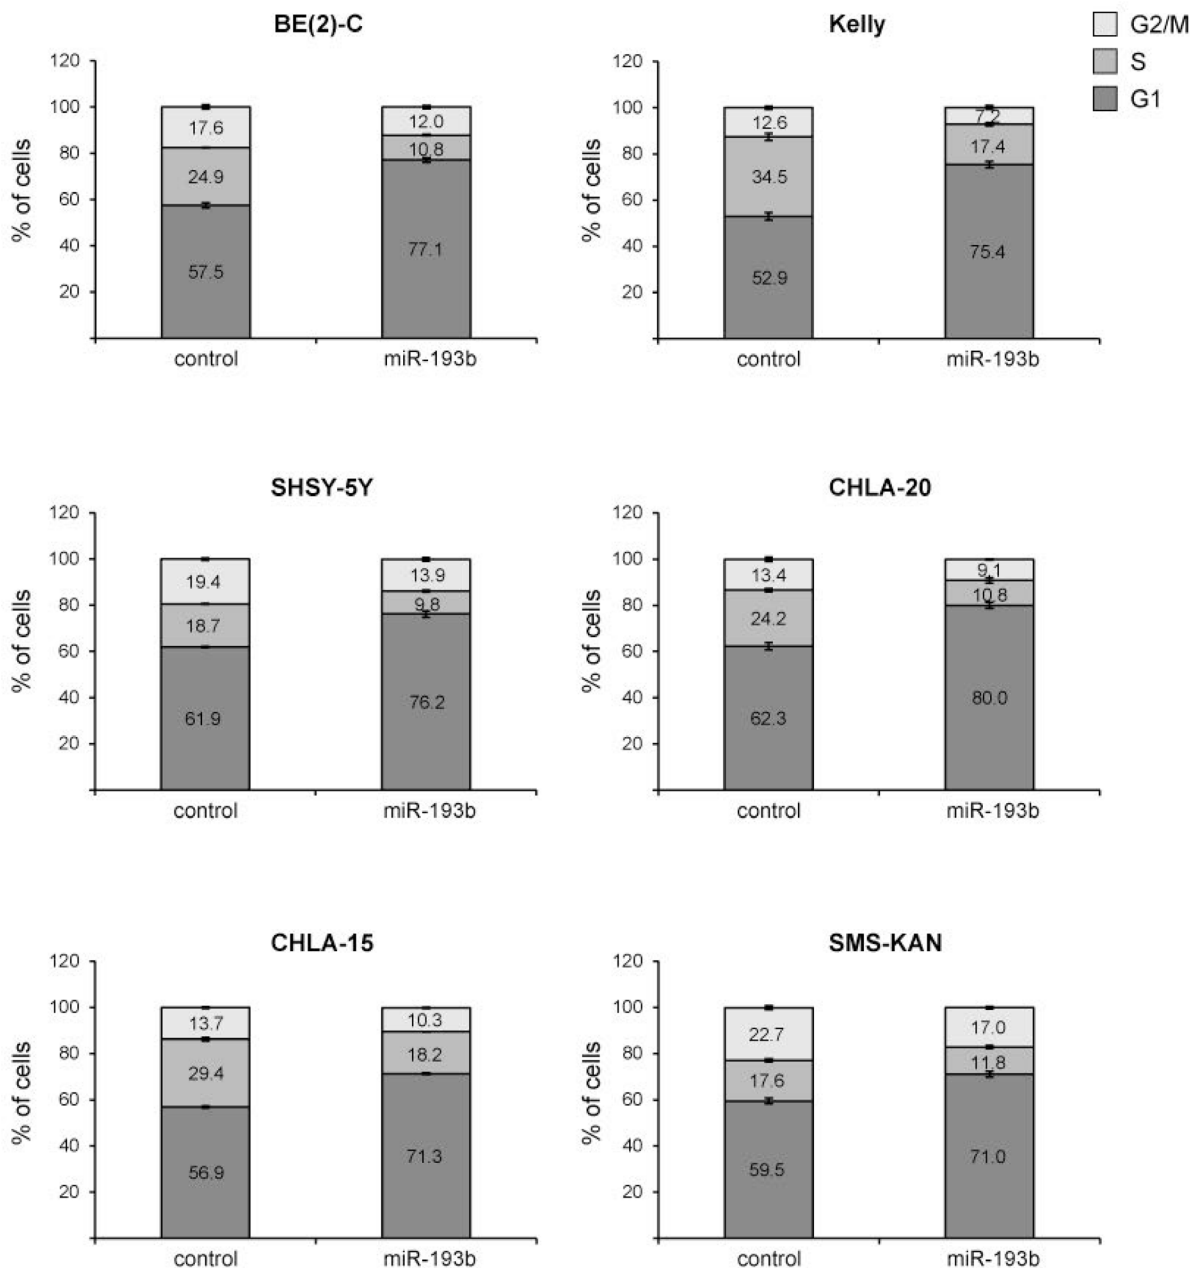 BE(2)-C
Kelly
G2/M
S
G1
% of cells
120
100
80
60
40
20
17.6
24.9
57.5
12.0
10.8
77.1
control
miR-193b
% of cells
120
100
80
60
40
20
12.6
34.5
52.9
7.2
17.4
75.4
control
miR-193b
SHSY-5Y
CHLA-20
% of cells
120
100
80
60
40
20
19.4
18.7
61.9
13.9
9.8
76.2
control
miR-193b
% of cells
120
100
80
60
40
20
13.4
24.2
62.3
9.1
10.8
80.0
control
miR-193b
CHLA-15
SMS-KAN
% of cells
120
100
80
60
40
20
13.7
29.4
56.9
10.3
18.2
71.3
control
miR-193b
% of cells
120
100
80
60
40
20
22.7
17.6
59.5
17.0
11.8
71.0
control
miR-193b